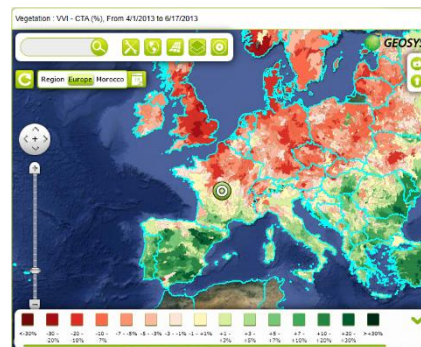 Vegetation : VVI - CTA (%), From 4/1/2013 to 6/17/2013
GEOSYS
Region Europe Morocco
<-30% -30 - -20% -20 - -10% -10 - -7% -7 - -5% -5 - -3% -3 - -1% -1 - +1% +1 - +3% +3 - +5% +5 - +7% +7 - +10% +10 - +20% +20 - +30% >+30%